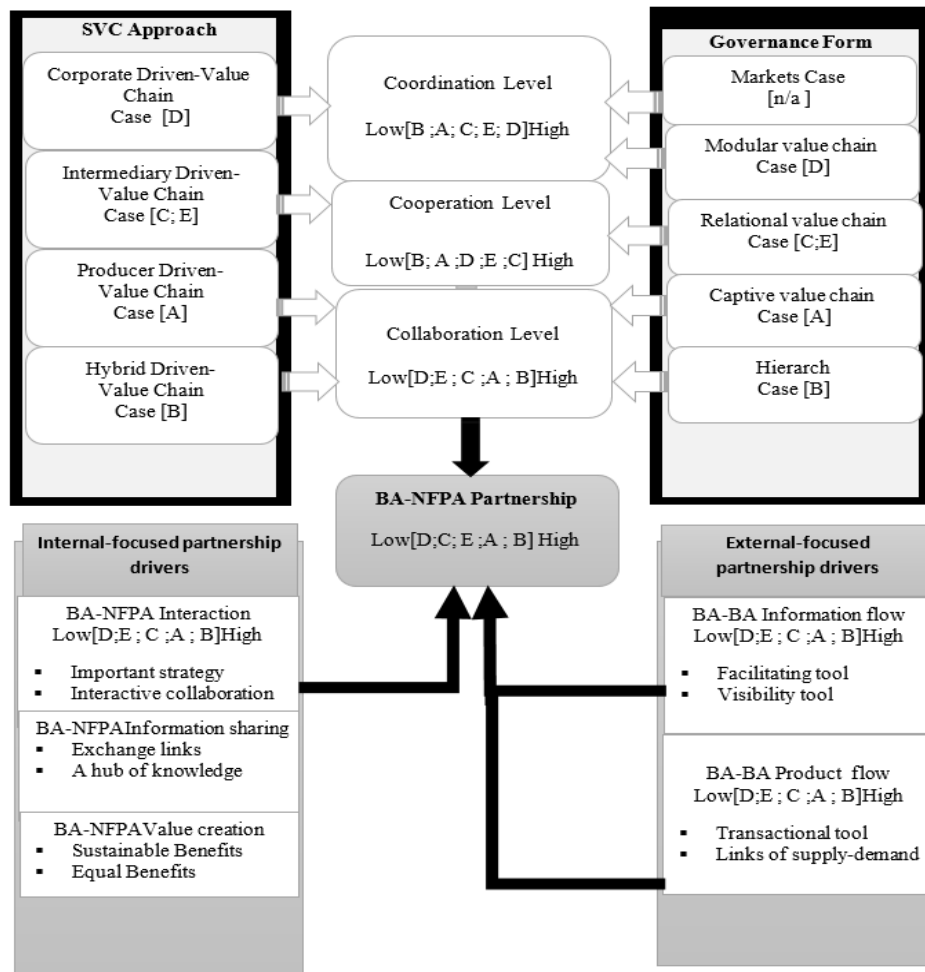 SVC Approach
Corporate Driven-Value
Chain
Case [D]
Intermediary Driven-
Value Chain
Case [C; E]
Producer Driven-
Value Chain
Case [A]
Hybrid Driven-
Value Chain
Case [B]
Coordination Level
Low[B ;A; C; E; D]High
Cooperation Level
Low[B; A ;D ;E ;C] High
Collaboration Level
Low[D;E ; C ;A ; B]High
Governance Form
Markets Case
[n/a ]
Modular value chain
Case [D]
Relational value chain
Case [C;E]
Captive value chain
Case [A]
Hierarch
Case [B]
BA-NFPA Partnership
Low[D;C; E ;A ; B] High
Internal-focused partnership
drivers
BA-NFPA Interaction
Low[D;E ; C ;A ; B]High
▪ Important strategy
▪ Interactive collaboration
BA-NFPAInformation sharing
▪ Exchange links
▪ A hub of knowledge
BA-NFPAValue creation
▪ Sustainable Benefits
▪ Equal Benefits
External-focused
partnership drivers
BA-BA Information flow
Low[D;E ; C ;A ; B]High
▪ Facilitating tool
▪ Visibility tool
BA-BA Product flow
Low[D;E ; C ;A ; B]High
▪ Transactional tool
▪ Links of supply-demand